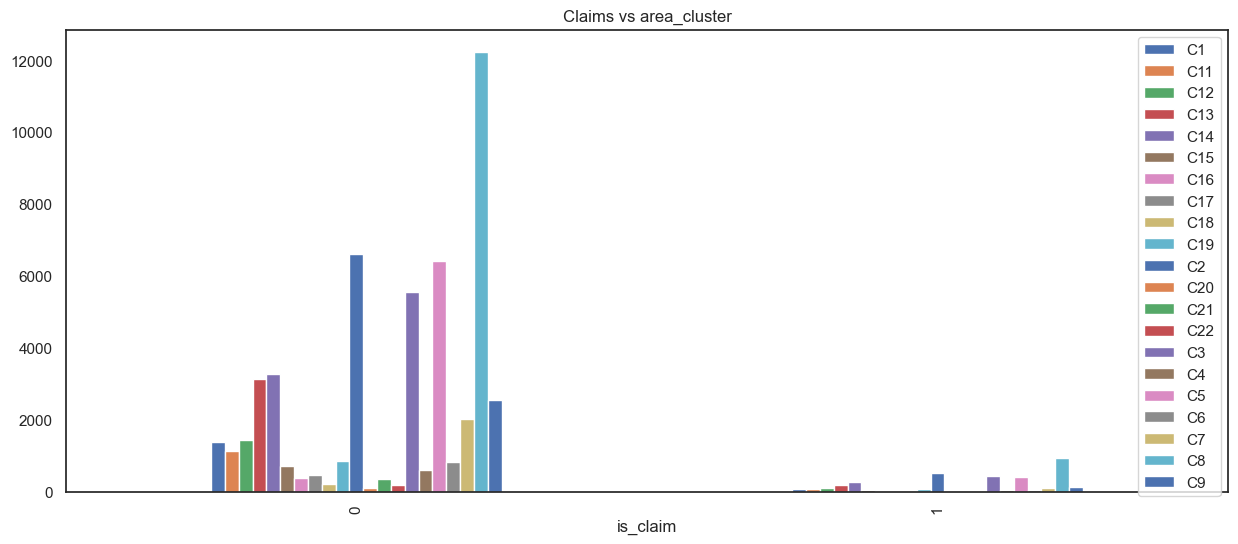 Claims vs area_cluster
12000
10000
8000
6000
4000
2000
0
0
1
is_claim
C1
C11
C12
C13
C14
C15
C16
C17
C18
C19
C2
C20
C21
C22
C3
C4
C5
C6
C7
C8
C9